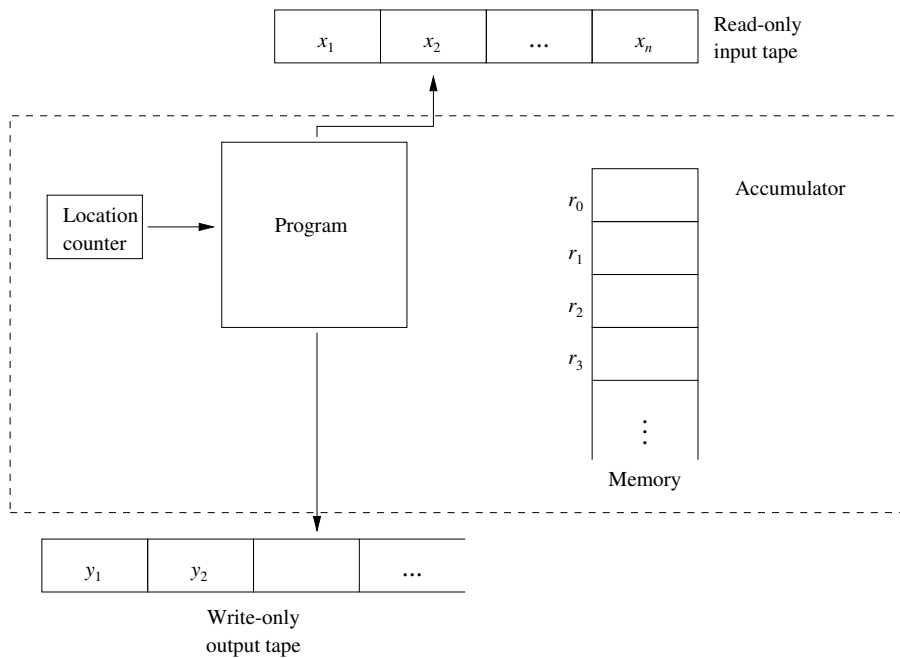 x1 x2 ... xn
Read-only
input tape
Location
counter
Program
Accumulator
r0
r1
r2
r3
⋮
Memory
y1 y2 ...
Write-only
output tape